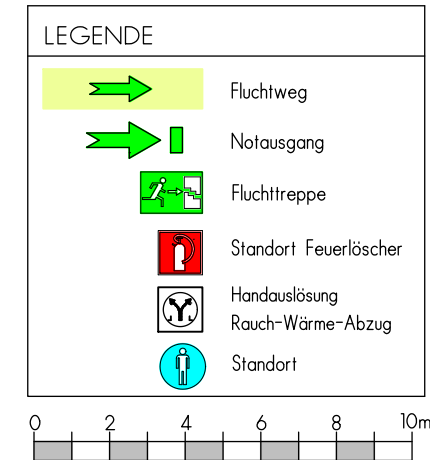 LEGENDE
Fluchtweg
Notausgang
Fluchttreppe
Standort Feuerlöscher
Handauslösung
Rauch-Wärme-Abzug
Standort
0 2 4 6 8 10m